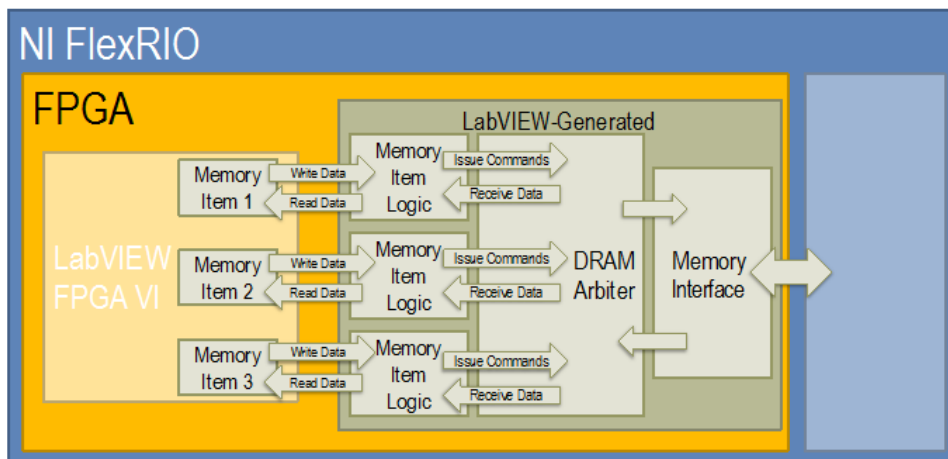 NI FlexRIO
FPGA
LabVIEW-Generated
LabVIEW
FPGA VI
Memory
Item 1
Write Data
Read Data
Memory
Item
Logic
Issue Commands
Receive Data
Memory
Item 2
Write Data
Read Data
Memory
Item
Logic
Issue Commands
Receive Data
Memory
Item 3
Write Data
Read Data
Memory
Item
Logic
Issue Commands
Receive Data
DRAM
Arbiter
Memory
Interface